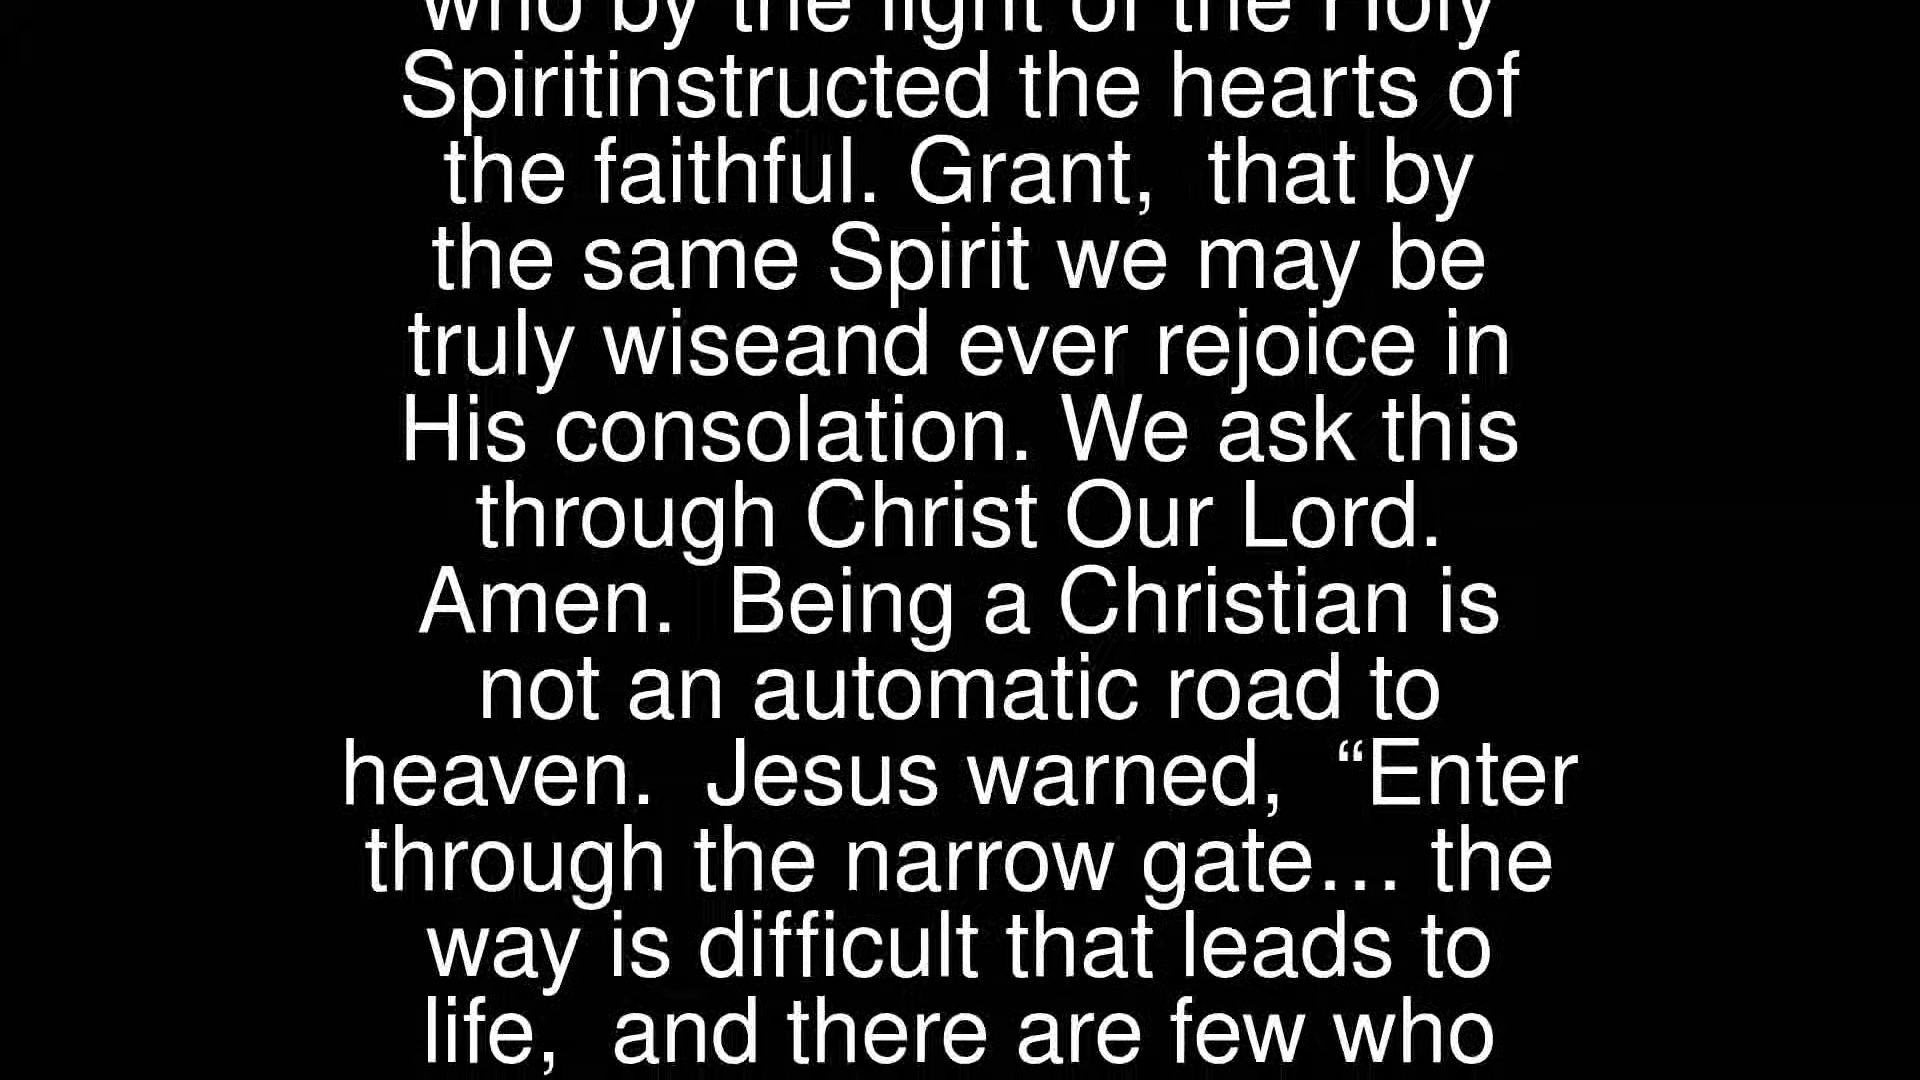 who by the light of the Holy
Spiritinstructed the hearts of
the faithful. Grant,  that by
the same Spirit we may be
truly wiseand ever rejoice in
His consolation. We ask this
through Christ Our Lord.
Amen.  Being a Christian is
not an automatic road to
heaven.  Jesus warned,  “Enter
through the narrow gate… the
way is difficult that leads to
life,  and there are few who